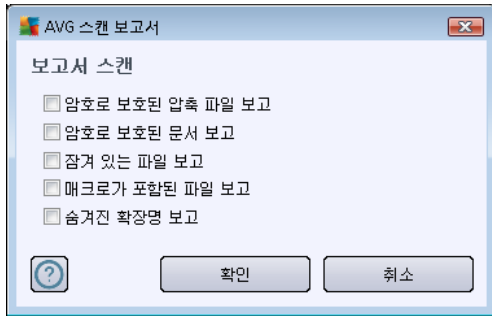 AVG 스캔 보고서
보고서 스캔
암호로 보호된 압축 파일 보고
암호로 보호된 문서 보고
잠겨 있는 파일 보고
매크로가 포함된 파일 보고
숨겨진 확장명 보고
?
확인
취소